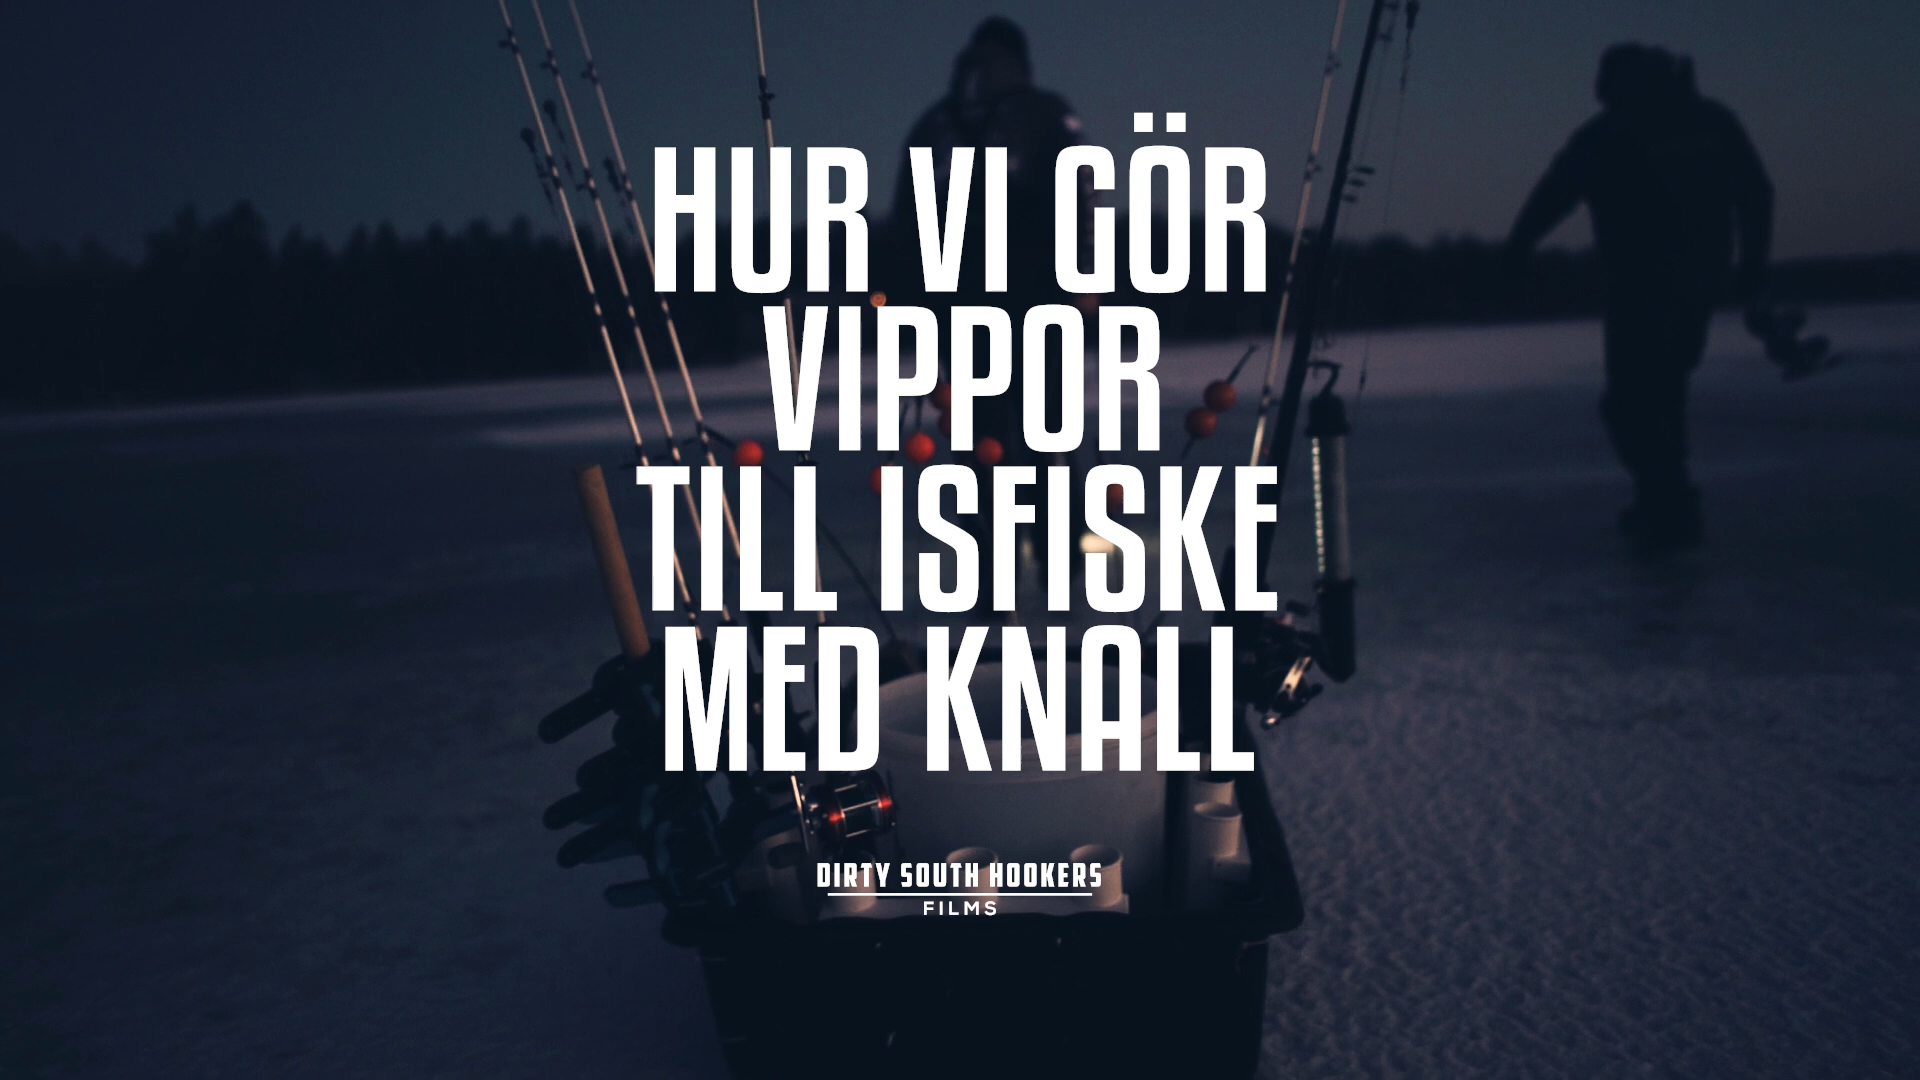 HUR VI GÖR
VIPPOR
TILL ISFISKE
MED KNALL
DIRTY SOUTH HOOKERS
FILMS